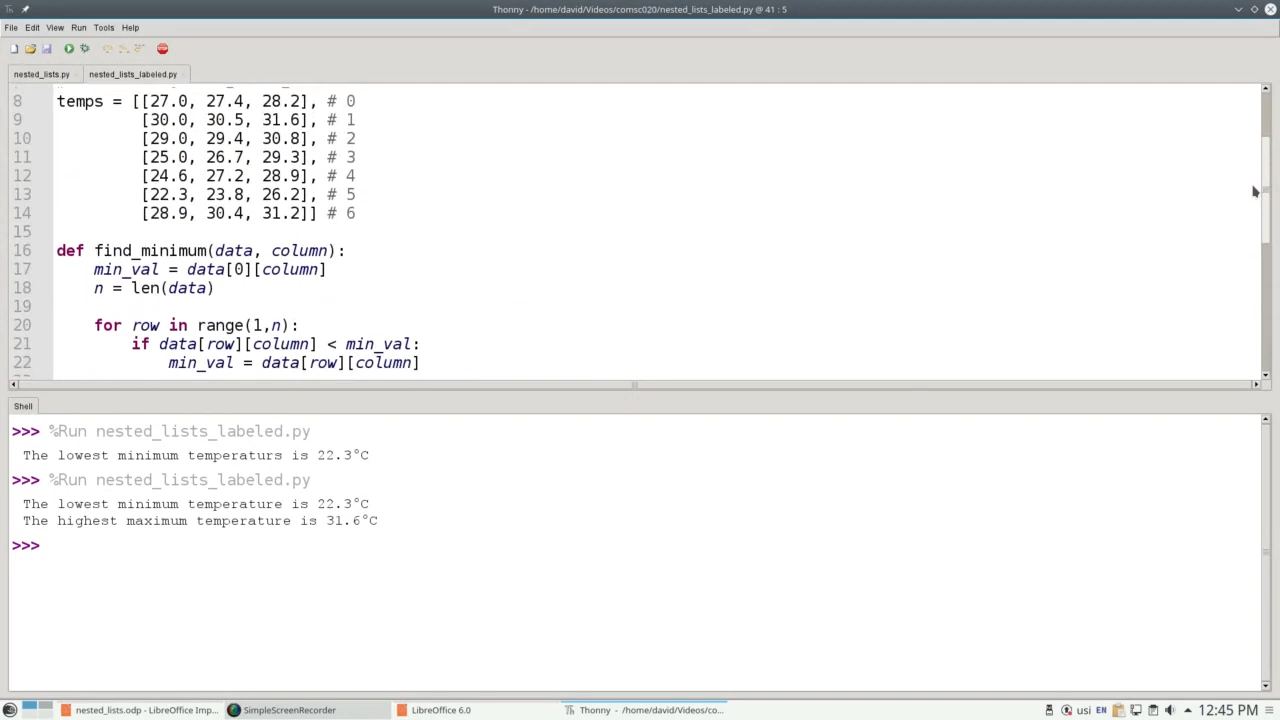 Thonny - /home/david/Videos/comsc020/nested_lists_labeled.py @ 41 : 5
File Edit View Run Tools Help
nested_lists.py nested_lists_labeled.py
8 temps = [[27.0, 27.4, 28.2], # 0
9 [30.0, 30.5, 31.6], # 1
10 [29.0, 29.4, 30.8], # 2
11 [25.0, 26.7, 29.3], # 3
12 [24.6, 27.2, 28.9], # 4
13 [22.3, 23.8, 26.2], # 5
14 [28.9, 30.4, 31.2]] # 6
15
16 def find_minimum(data, column):
17 min_val = data[0][column]
18 n = len(data)
19
20 for row in range(1,n):
21 if data[row][column] < min_val:
22 min_val = data[row][column]
Shell
>>> %Run nested_lists_labeled.py
The lowest minimum temperaturs is 22.3°C
>>> %Run nested_lists_labeled.py
The lowest minimum temperature is 22.3°C
The highest maximum temperature is 31.6°C
>>>
nested_lists.odp - LibreOffice Imp... SimpleScreenRecorder LibreOffice 6.0 Thonny - /home/david/Videos/co... usi EN 12:45 PM